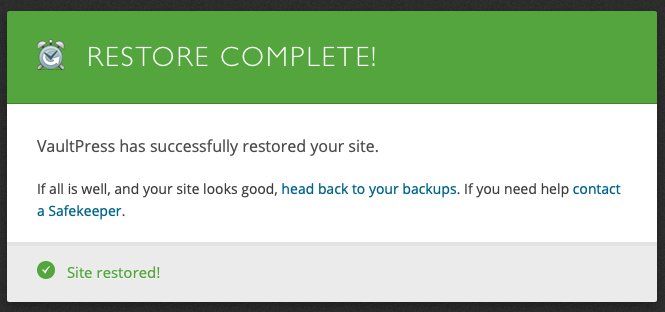 RESTORE COMPLETE!
VaultPress has successfully restored your site.
If all is well, and your site looks good, head back to your backups. If you need help contact
a Safekeeper.
Site restored!